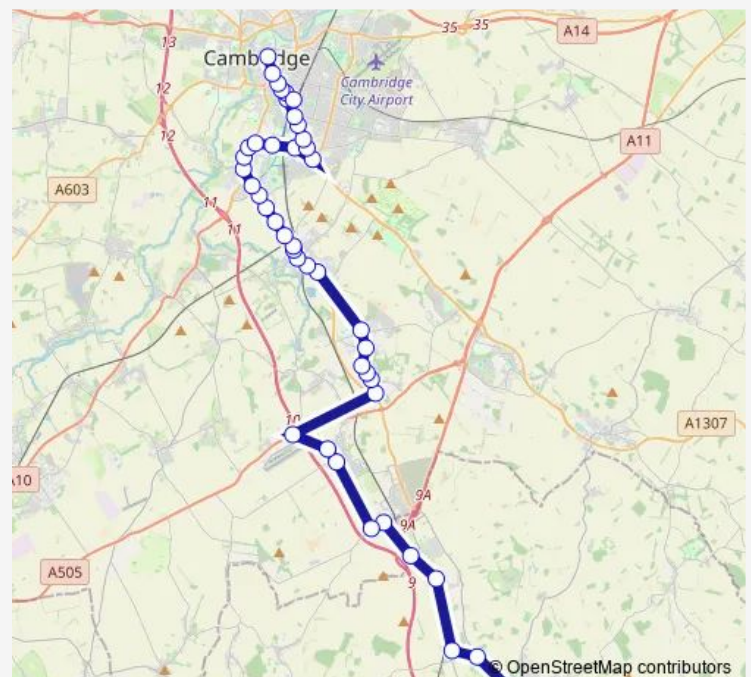 13
35
35
A14
Cambridge
Cambridge
City Airport
12
12
A11
A603
11
11
10
A1307
A10
9A
9A
A505
9
© OpenStreetMap contributors